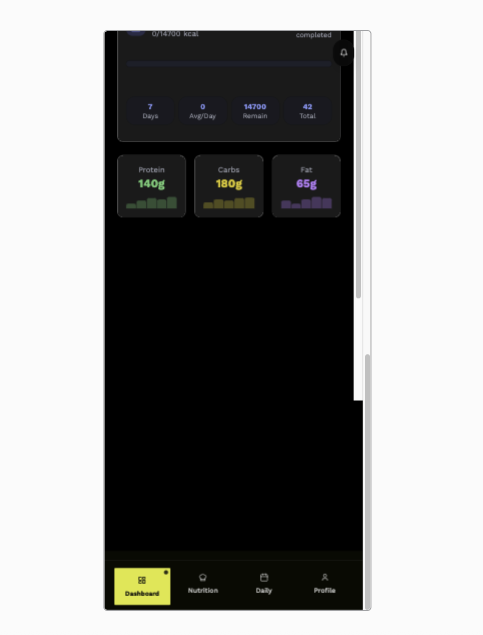 0/14700 kcal
completed
7 0 14700 42
Days Avg/Day Remain Total
Protein Carbs Fat
140g 180g 65g
Dashboard Nutrition Daily Profile